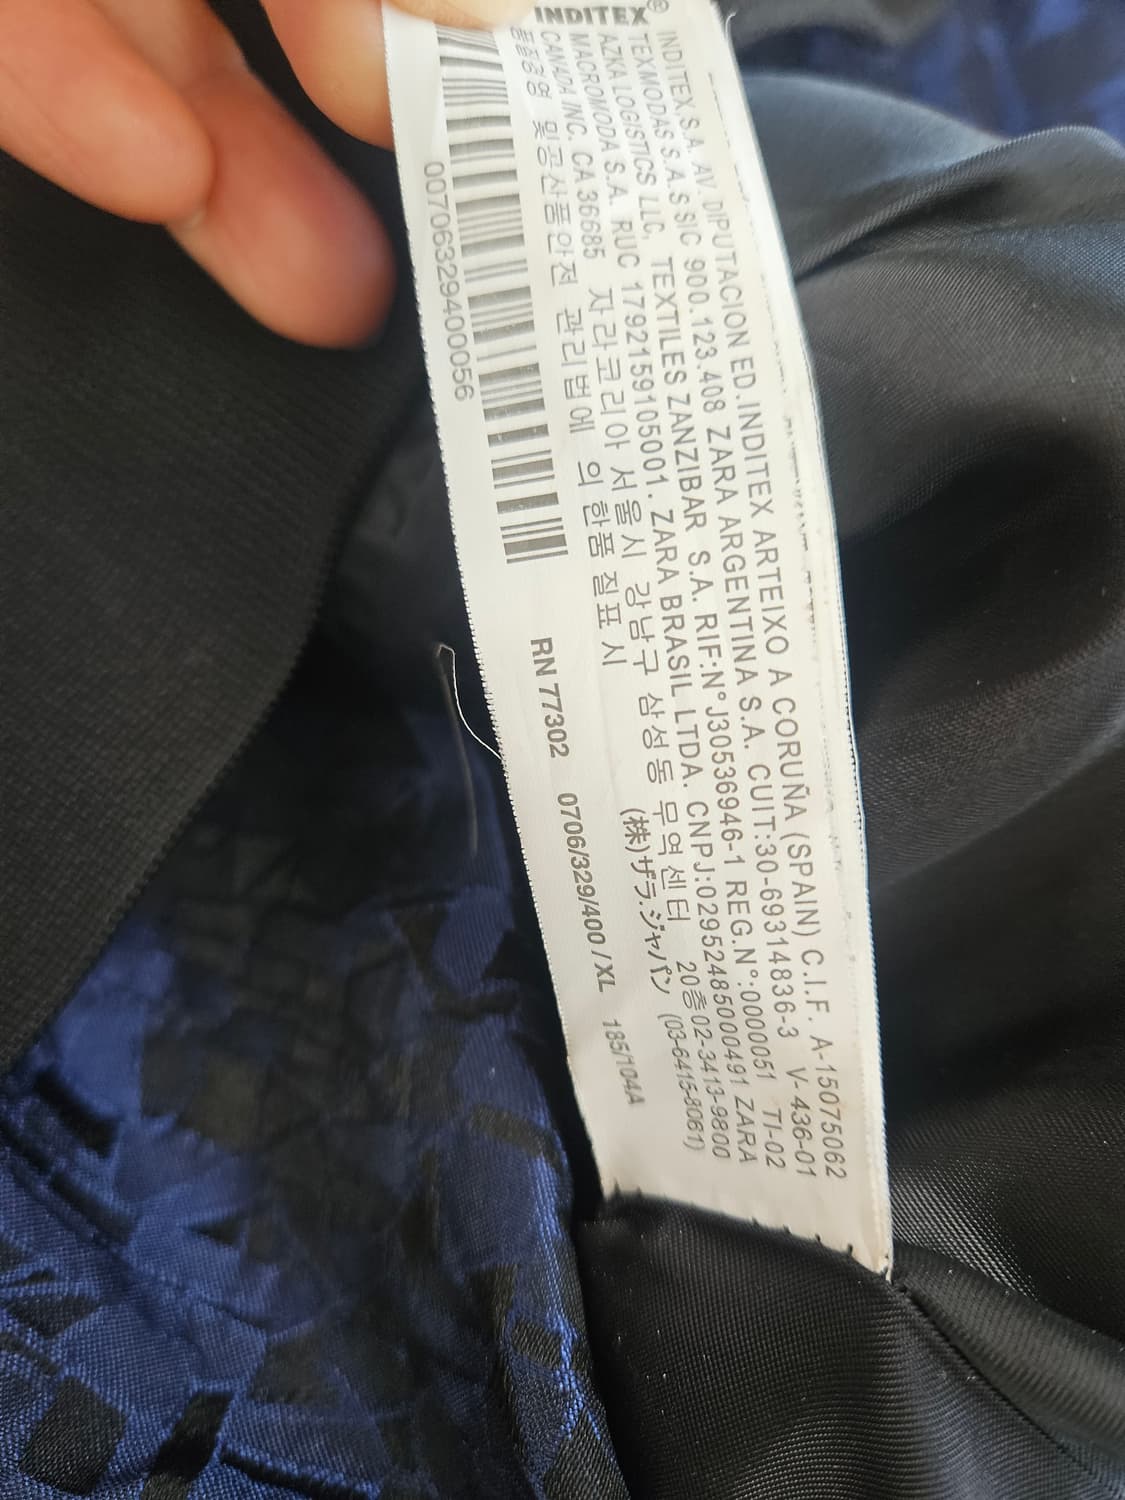 INDITEX®
INDITEX,S.A. AV. DIPUTACION ED.INDITEX ARTEIXO A CORUÑA (SPAIN) C.I.F. A-15075062
TEXMODAS S.A.S SIC 900.123.408 ZARA ARGENTINA S.A. CUIT:30-69314836-3 V-436-01
AZKA LOGISTICS LLC. TEXTILES ZANZIBAR S.A. RIF:N°J30536946-1 REG.N°:0000051 TI-02
MACROMODA S.A. RUC 1792159105001. ZARA BRASIL LTDA. CNPJ:02952485000491 ZARA
CANADA INC. CA 36685 자라코리아 서울시 강남구 삼성동 무역센터 20층02-3413-9800
품질경영 및공산품안전 관리법에 의한품질표시 (株)ザラ.ジャパン (03-6415-8061)
RN 77302 0706/329/400 / XL 185/104A
00706329400056